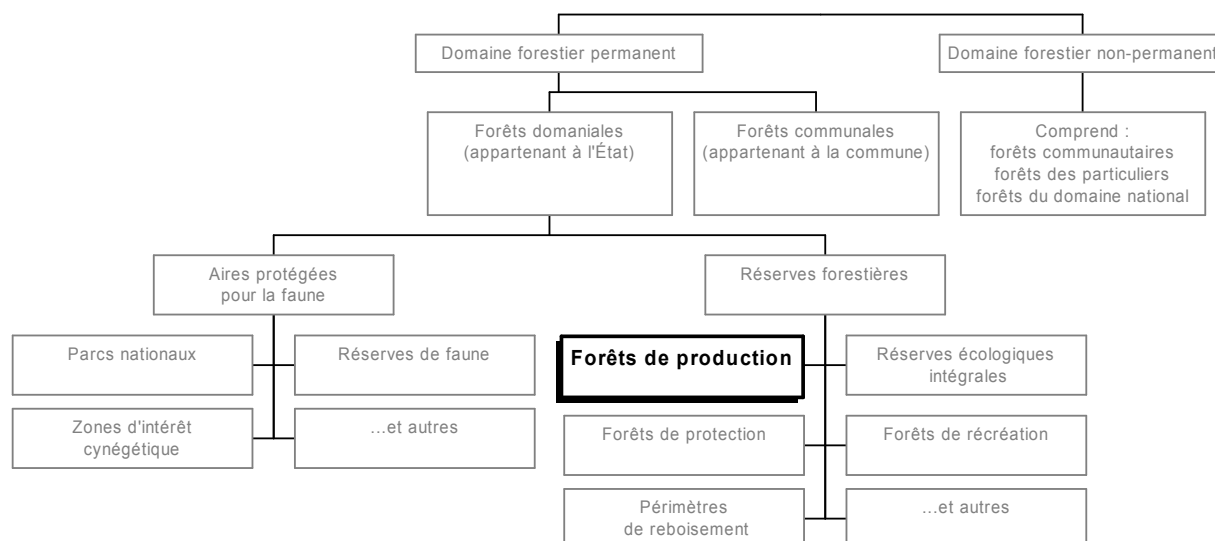 Domaine forestier permanent
Domaine forestier non-permanent
Forêts domaniales
(appartenant à l'État)
Forêts communales
(appartenant à la commune)
Comprend :
forêts communautaires
forêts des particuliers
forêts du domaine national
Aires protégées
pour la faune
Réserves forestières
Parcs nationaux
Réserves de faune
Forêts de production
Réserves écologiques
intégrales
Zones d'intérêt
cynégétique
...et autres
Forêts de protection
Forêts de récréation
Périmètres
de reboisement
...et autres